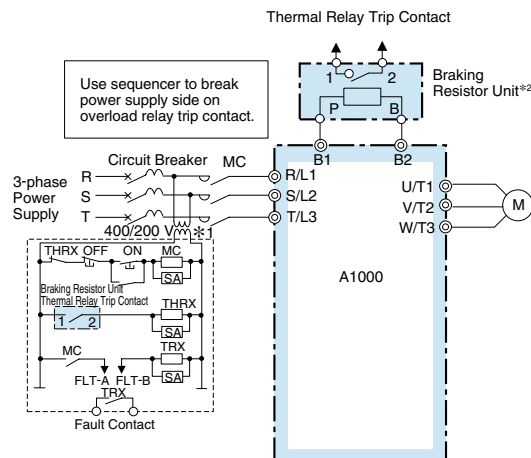 Thermal Relay Trip Contact
1 2
P B
Braking
Resistor Unit*2
Use sequencer to break
power supply side on
overload relay trip contact.
B1 B2
3-phase
Power
Supply
Circuit Breaker MC
R R/L1
S S/L2
T T/L3
U/T1
V/T2
W/T3
M
A1000
400/200 V *1
THRX OFF ON MC
SA
Braking Resistor Unit
Thermal Relay Trip Contact
1 2
THRX
SA
MC
TRX
FLT-A FLT-B
SA
TRX
Fault Contact